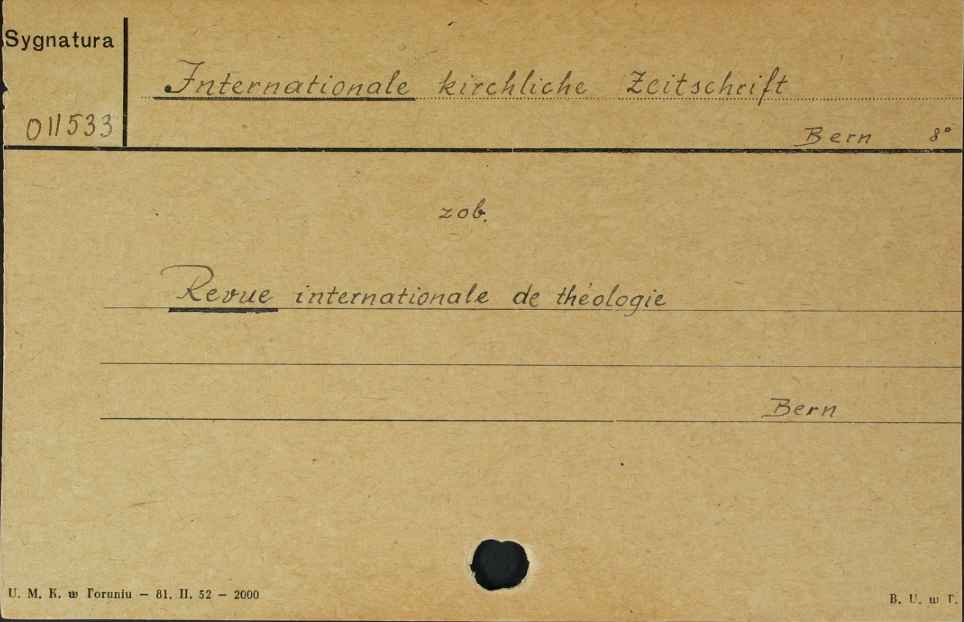 Sygnatura
Internationale kirchliche Zeitschrift
011533
Bern 8°
zob.
Revue internationale de théologie
Bern
U. M. K. w Toruniu — 81. II. 52 — 2000
B. U. w T.